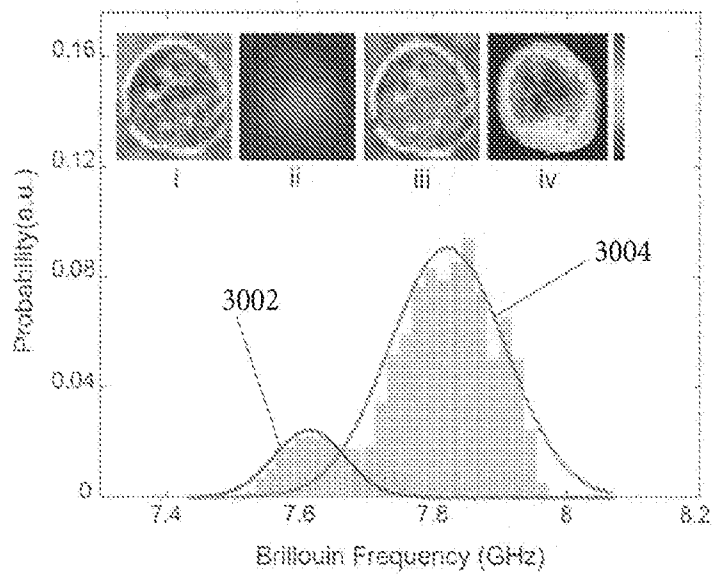 0.16
i
ii
iii
iv
0.12
Probability(a.u.)
0.08
3002
3004
0.04
0
7.4
7.6
7.8
8
8.2
Brillouin Frequency (GHz)